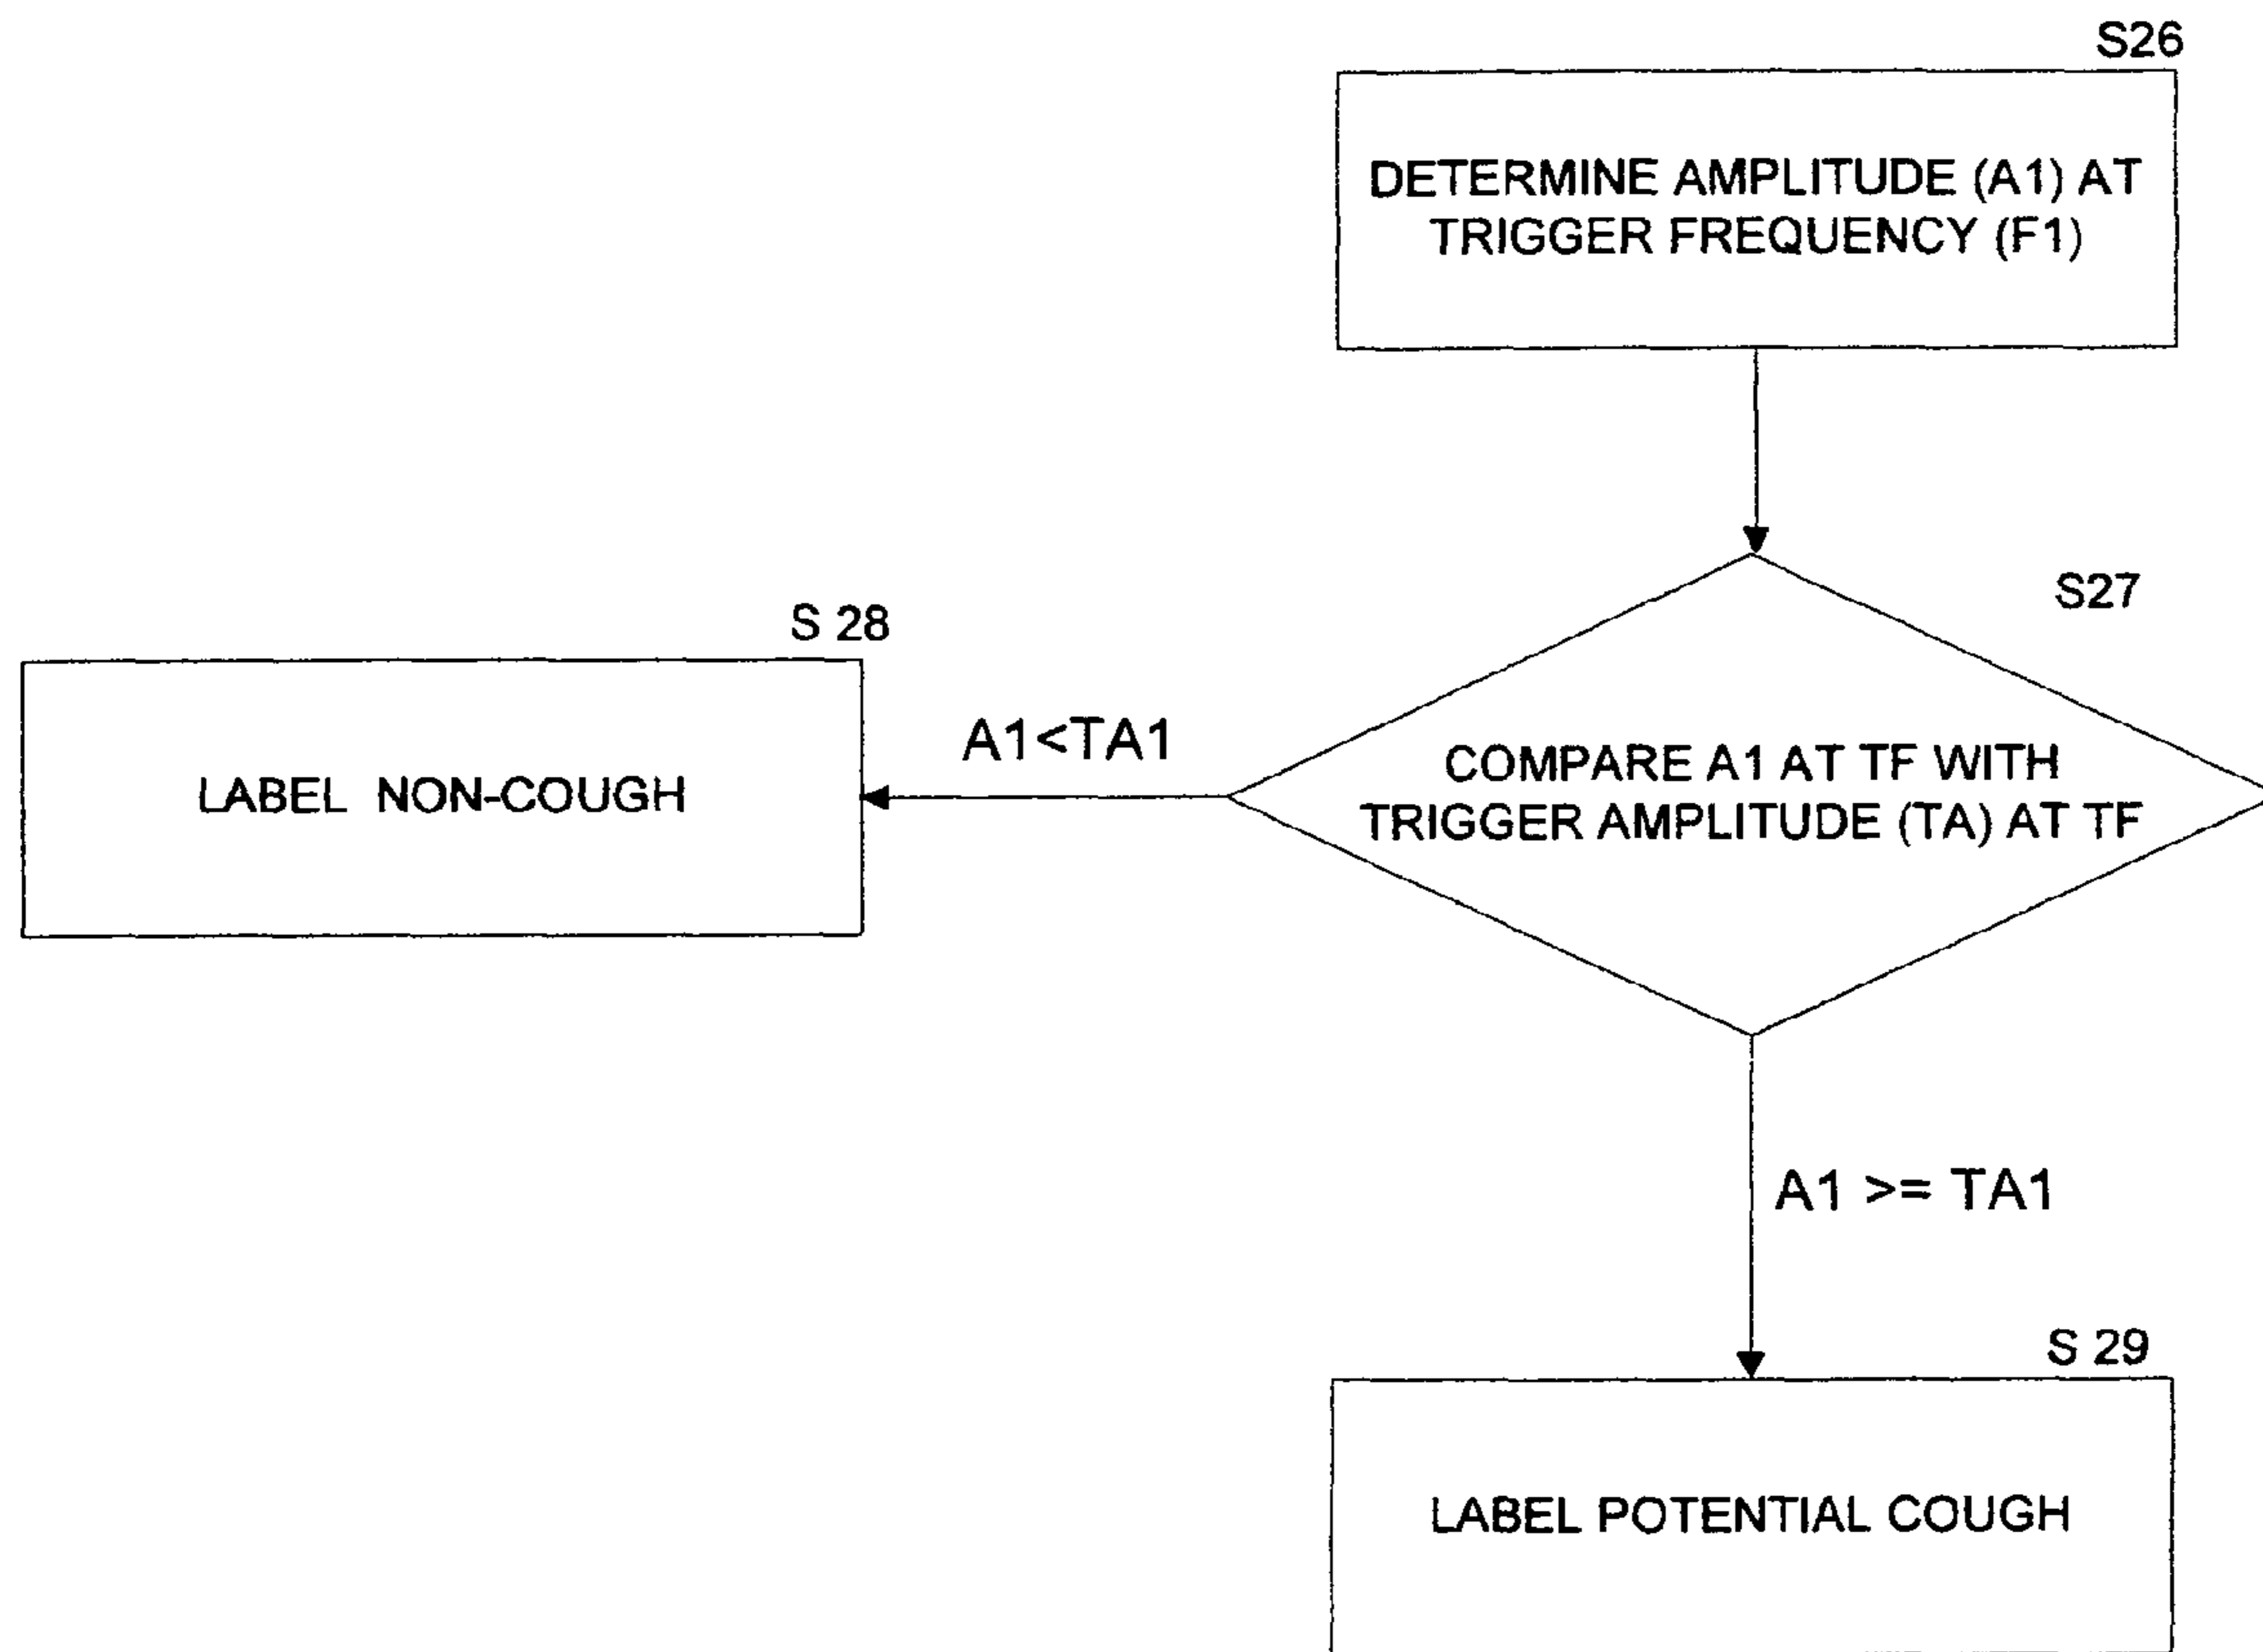 S26
DETERMINE AMPLITUDE (A1) AT
TRIGGER FREQUENCY (F1)
S27
COMPARE A1 AT TF WITH
TRIGGER AMPLITUDE (TA) AT TF
A1<TA1
S 28
LABEL NON-COUGH
A1 >= TA1
S 29
LABEL POTENTIAL COUGH